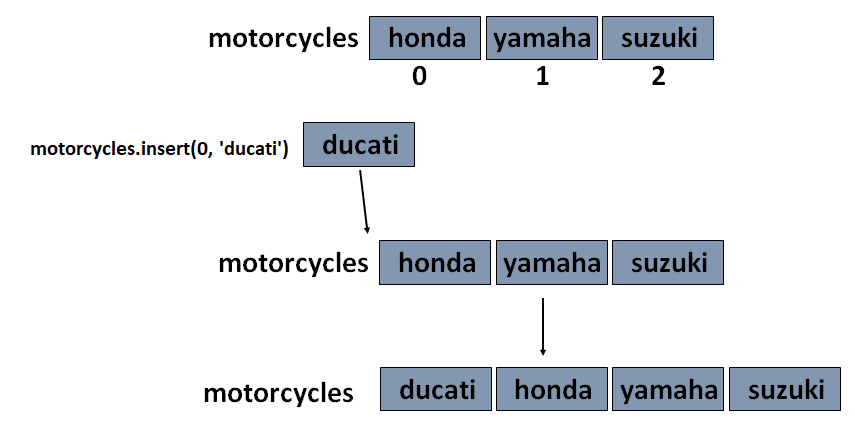 motorcycles honda yamaha suzuki
0 1 2
motorcycles.insert(0, 'ducati') ducati
motorcycles honda yamaha suzuki
motorcycles ducati honda yamaha suzuki